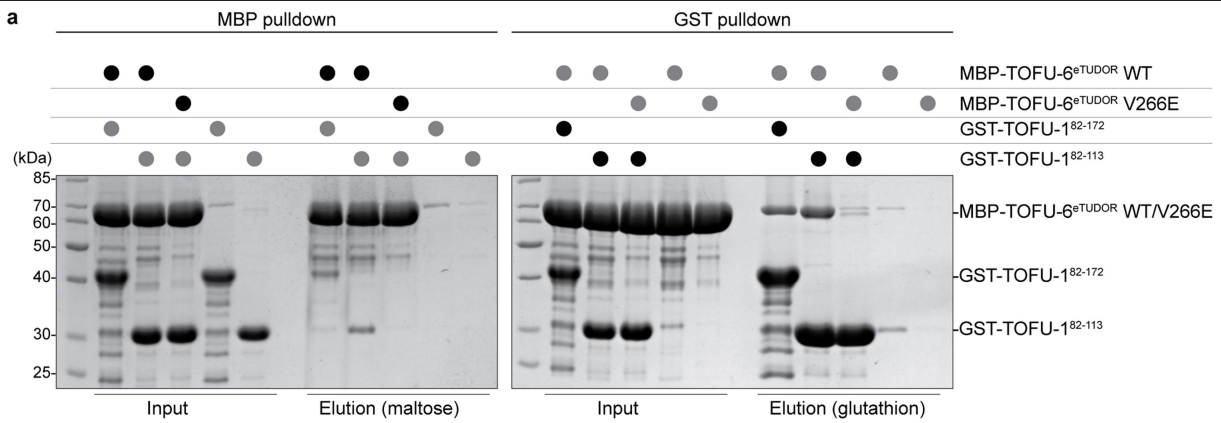 a
MBP pulldown GST pulldown
MBP-TOFU-6eTUDOR WT
MBP-TOFU-6eTUDOR V266E
GST-TOFU-182-172
(kDa) GST-TOFU-182-113
85-
70-
60-
50-
40-
30-
25-
-MBP-TOFU-6eTUDOR WT/V266E
-GST-TOFU-182-172
-GST-TOFU-182-113
Input Elution (maltose) Input Elution (glutathion)